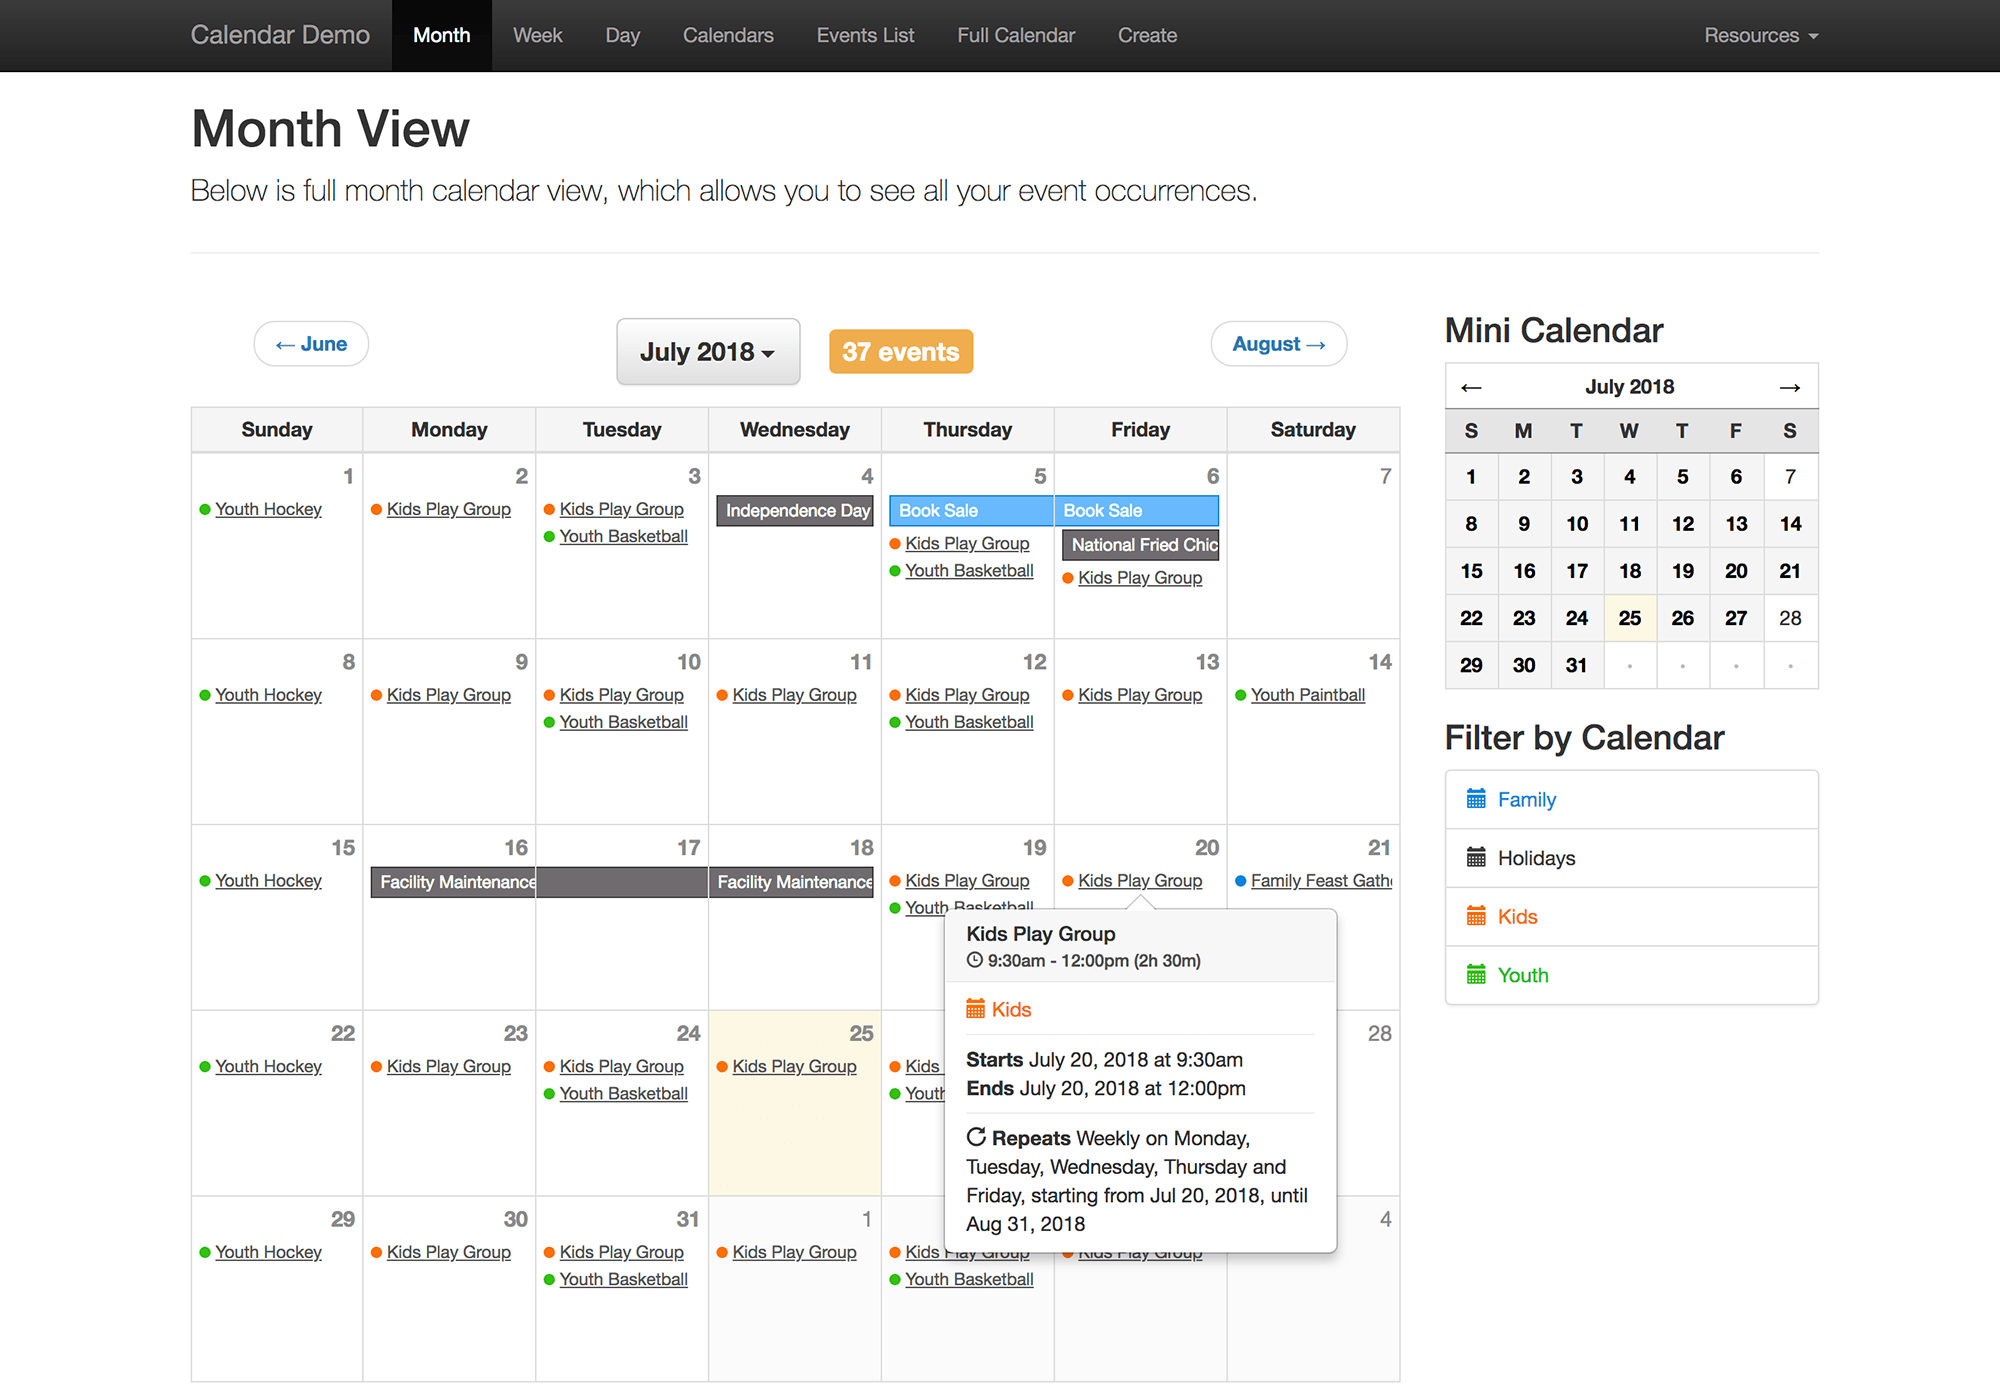 Calendar Demo Month Week Day Calendars Events List Full Calendar Create Resources
Month View
Below is full month calendar view, which allows you to see all your event occurrences.
← June July 2018 37 events August →
Sunday Monday Tuesday Wednesday Thursday Friday Saturday
1 2 3 4 5 6 7
Youth Hockey Kids Play Group Kids Play Group Independence Day Book Sale Book Sale
Youth Basketball Kids Play Group National Fried Chic
Youth Basketball Kids Play Group
8 9 10 11 12 13 14
Youth Hockey Kids Play Group Kids Play Group Kids Play Group Kids Play Group Kids Play Group Youth Paintball
Youth Basketball Youth Basketball
15 16 17 18 19 20 21
Youth Hockey Facility Maintenance Facility Maintenance Kids Play Group Kids Play Group Family Feast Gath
Youth Basketball
22 23 24 25 28
Youth Hockey Kids Play Group Kids Play Group Kids Play Group Kids
Youth Basketball Yout
29 30 31 1 4
Youth Hockey Kids Play Group Kids Play Group Kids Play Group Kids Play Group Kids Play Group
Youth Basketball Youth Basketball
Kids Play Group
9:30am - 12:00pm (2h 30m)
Kids
Starts July 20, 2018 at 9:30am
Ends July 20, 2018 at 12:00pm
Repeats Weekly on Monday,
Tuesday, Wednesday, Thursday and
Friday, starting from Jul 20, 2018, until
Aug 31, 2018
Mini Calendar
← July 2018 →
S M T W T F S
1 2 3 4 5 6 7
8 9 10 11 12 13 14
15 16 17 18 19 20 21
22 23 24 25 26 27 28
29 30 31 · · · ·
Filter by Calendar
Family
Holidays
Kids
Youth